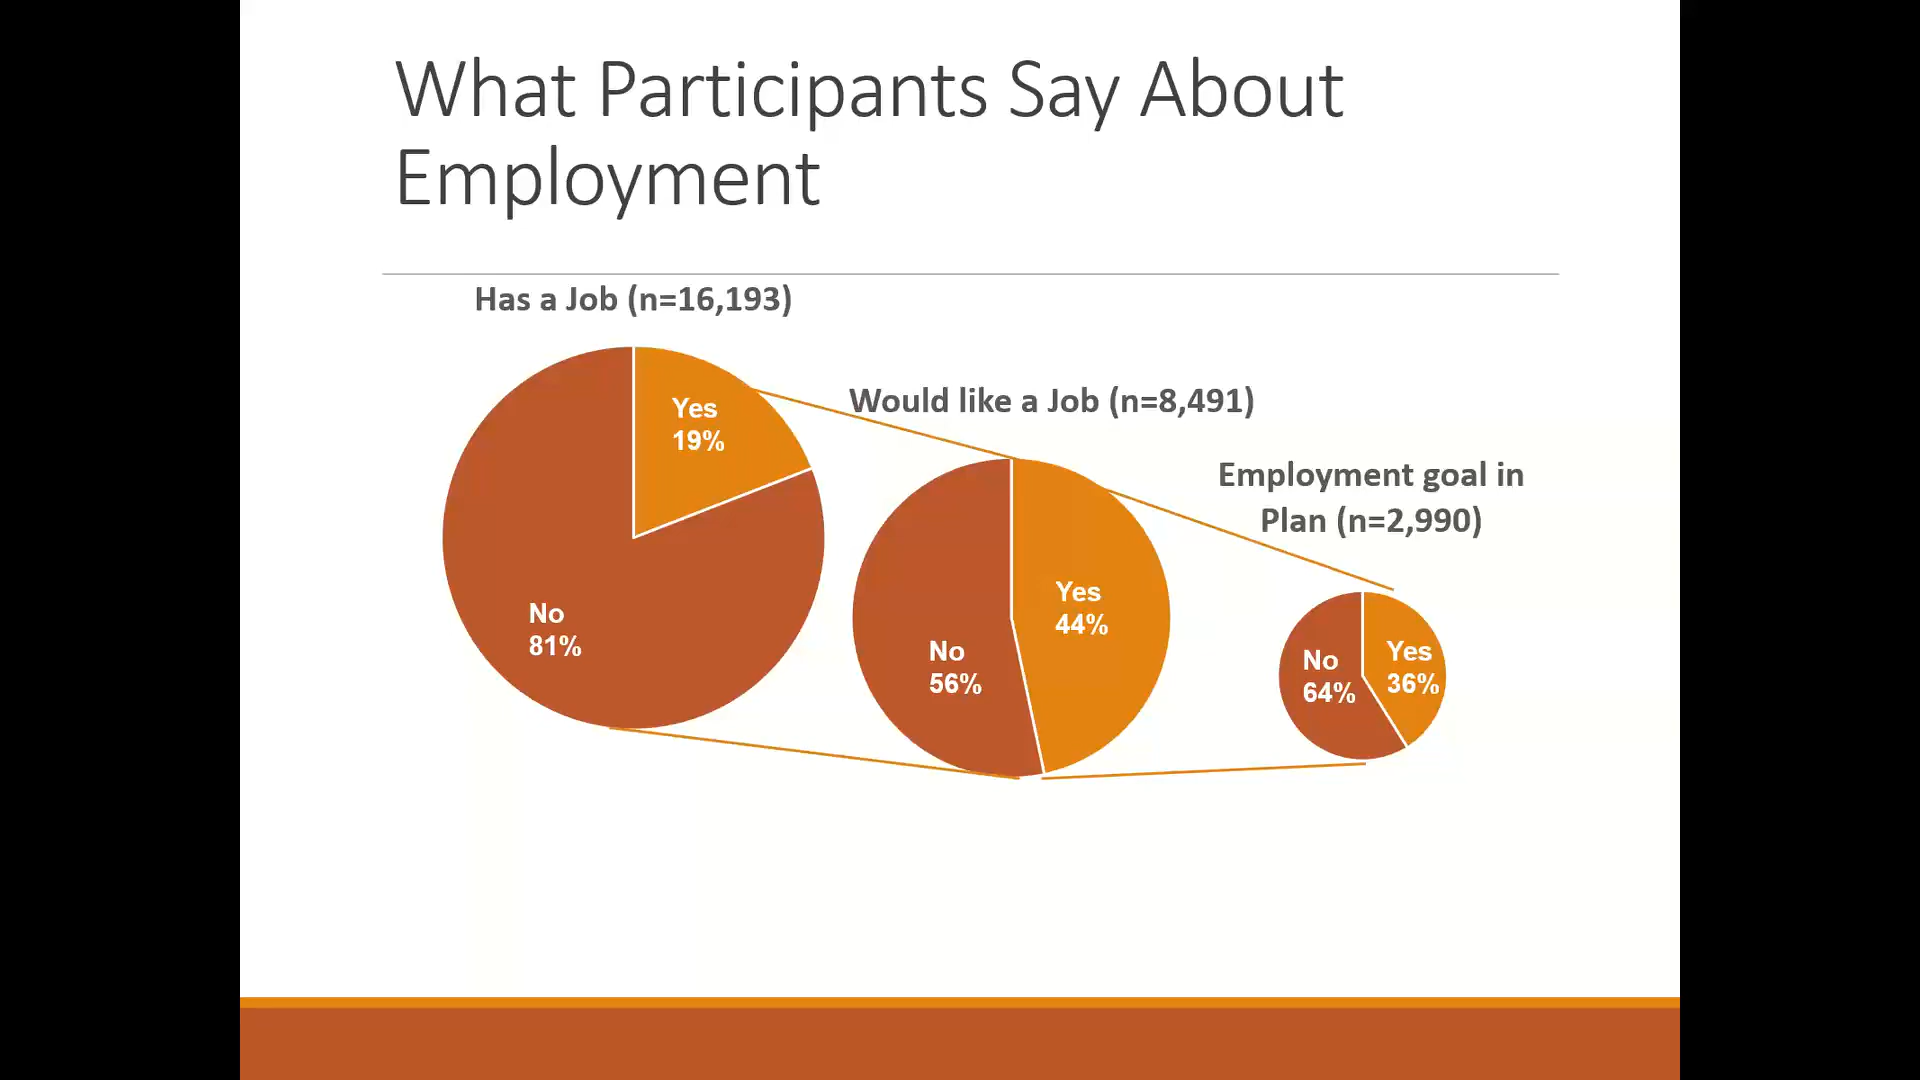 What Participants Say About
Employment
Has a Job (n=16,193)
Yes
19%
No
81%
Would like a Job (n=8,491)
Yes
44%
No
56%
Employment goal in
Plan (n=2,990)
No
64%
Yes
36%